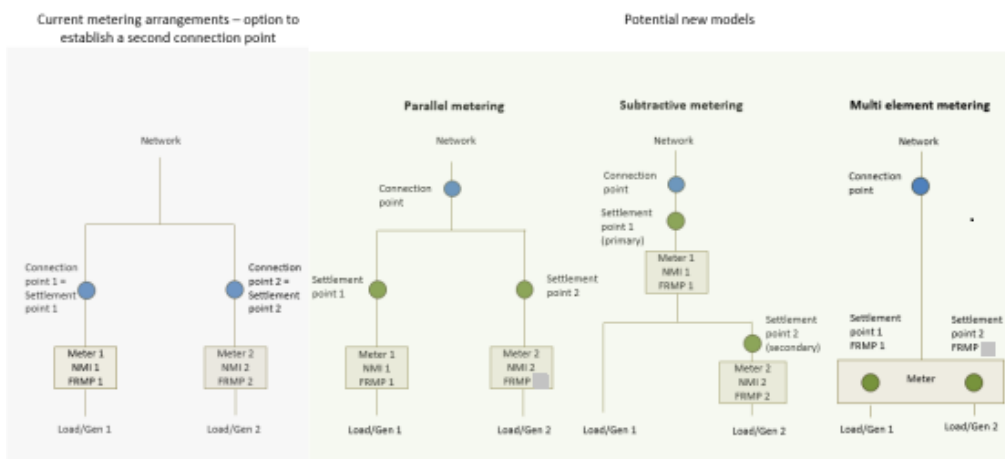 Current metering arrangements – option to
establish a second connection point
Potential new models
Network
Connection
point 1 =
Settlement
point 1
Connection
point 2 =
Settlement
point 2
Meter 1
NMI 1
FRMP 1
Meter 2
NMI 2
FRMP 2
Load/Gen 1
Load/Gen 2
Parallel metering
Network
Connection
point
Settlement
point 1
Settlement
point 2
Meter 1
NMI 1
FRMP 1
Meter 2
NMI 2
FRMP
Load/Gen 1
Load/Gen 2
Subtractive metering
Network
Connection
point
Settlement
point 1
(primary)
Meter 1
NMI 1
FRMP 1
Settlement
point 2
(secondary)
Meter 2
NMI 2
FRMP 2
Load/Gen 1
Load/Gen 2
Multi element metering
Network
Connection
point
Settlement
point 1
FRMP 1
Settlement
point 2
FRMP
Meter
Load/Gen 1
Load/Gen 2